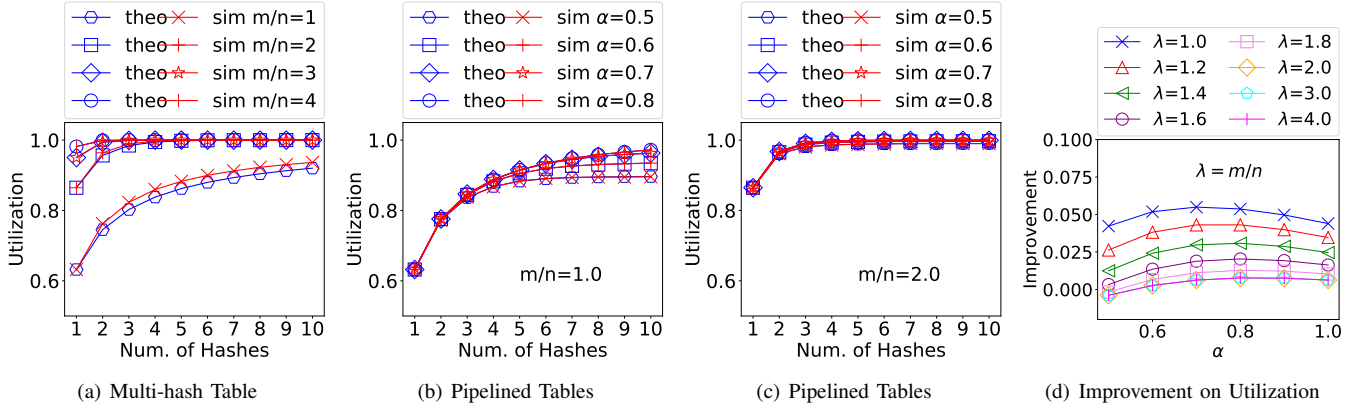 theo sim m/n=1
theo sim m/n=2
theo sim m/n=3
theo sim m/n=4
1.0
0.8
0.6
Utilization
1 2 3 4 5 6 7 8 9 10
Num. of Hashes
(a) Multi-hash Table
theo sim α=0.5
theo sim α=0.6
theo sim α=0.7
theo sim α=0.8
1.0
0.8
0.6
Utilization
m/n=1.0
1 2 3 4 5 6 7 8 9 10
Num. of Hashes
(b) Pipelined Tables
theo sim α=0.5
theo sim α=0.6
theo sim α=0.7
theo sim α=0.8
1.0
0.8
0.6
Utilization
m/n=2.0
1 2 3 4 5 6 7 8 9 10
Num. of Hashes
(c) Pipelined Tables
λ=1.0 λ=1.8
λ=1.2 λ=2.0
λ=1.4 λ=3.0
λ=1.6 λ=4.0
0.100
0.075
0.050
0.025
0.000
Improvement
λ = m/n
0.6 0.8 1.0
α
(d) Improvement on Utilization